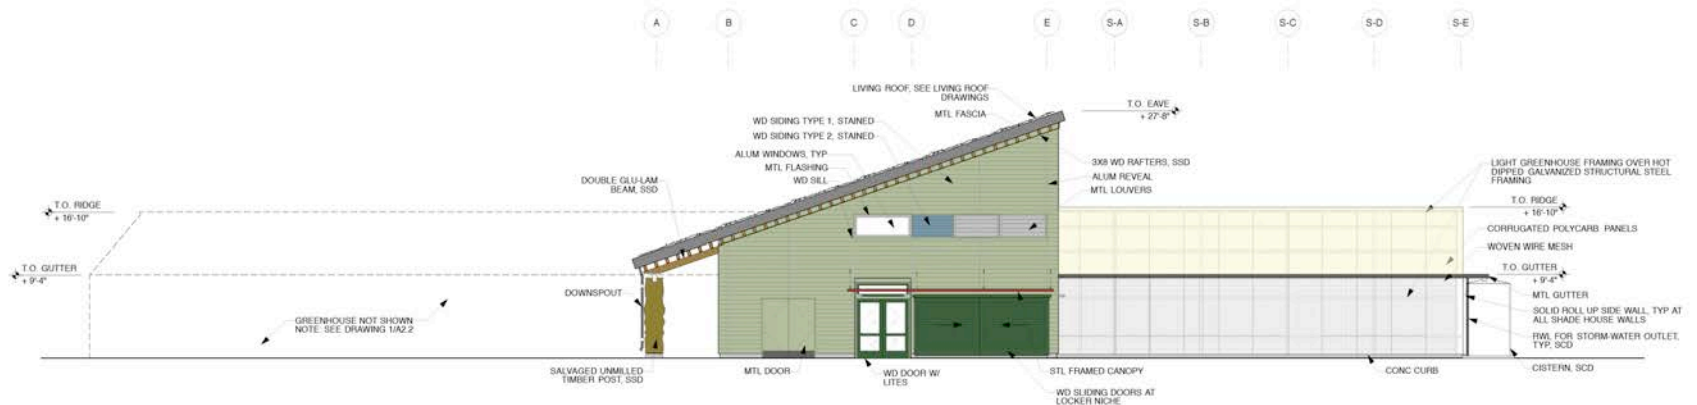 A
B
C
D
E
S-A
S-B
S-C
S-D
S-E
LIVING ROOF, SEE LIVING ROOF
DRAWINGS
MTL FASCIA
WD SIDING TYPE 1, STAINED
WD SIDING TYPE 2, STAINED
ALUM WINDOWS, TYP
MTL FLASHING
WD SILL
DOUBLE GLU-LAM
BEAM, SSD
T.O. EAVE
+ 27'-8"
3X8 WD RAFTERS, SSD
ALUM REVEAL
MTL LOUVERS
LIGHT GREENHOUSE FRAMING OVER HOT
DIPPED GALVANIZED STRUCTURAL STEEL
FRAMING
T.O. RIDGE
+ 16'-10"
T.O. RIDGE
+ 16'-10"
CORRUGATED POLYCARB PANELS
WOVEN WIRE MESH
T.O. GUTTER
+ 9'-4"
T.O. GUTTER
+ 9'-4"
MTL GUTTER
SOLID ROLL UP SIDE WALL, TYP AT
ALL SHADE HOUSE WALLS
RWL FOR STORM-WATER OUTLET,
TYP, SCD
CISTERN, SCD
DOWNSPOUT
GREENHOUSE NOT SHOWN
NOTE: SEE DRAWING 1/A2.2
SALVAGED UNMILLED
TIMBER POST, SSD
MTL DOOR
WD DOOR W/
LITES
STL FRAMED CANOPY
WD SLIDING DOORS AT
LOCKER NICHE
CONC CURB